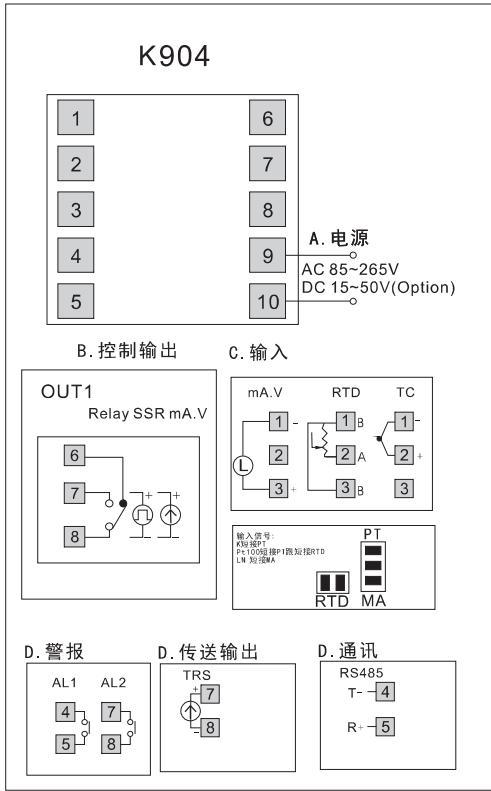 K904
1 6
2 7
3 8
4 9
5 10
A.电源
AC 85~265V
DC 15~50V(Option)
B.控制输出
OUT1
Relay SSR mA.V
6
7
8
+ +
- -
C.输入
mA.V RTD TC
1 - 1 B 1 -
2 2 A 2 +
L
3 + 3 B 3
输入信号:
K短接PT
Pt100短接PT跟短接RTD
LN 短接MA
PT
RTD MA
D.警报
AL1 AL2
4 7
5 8
D.传送输出
TRS
+ 7
- 8
D.通讯
RS485
T- 4
R+ 5